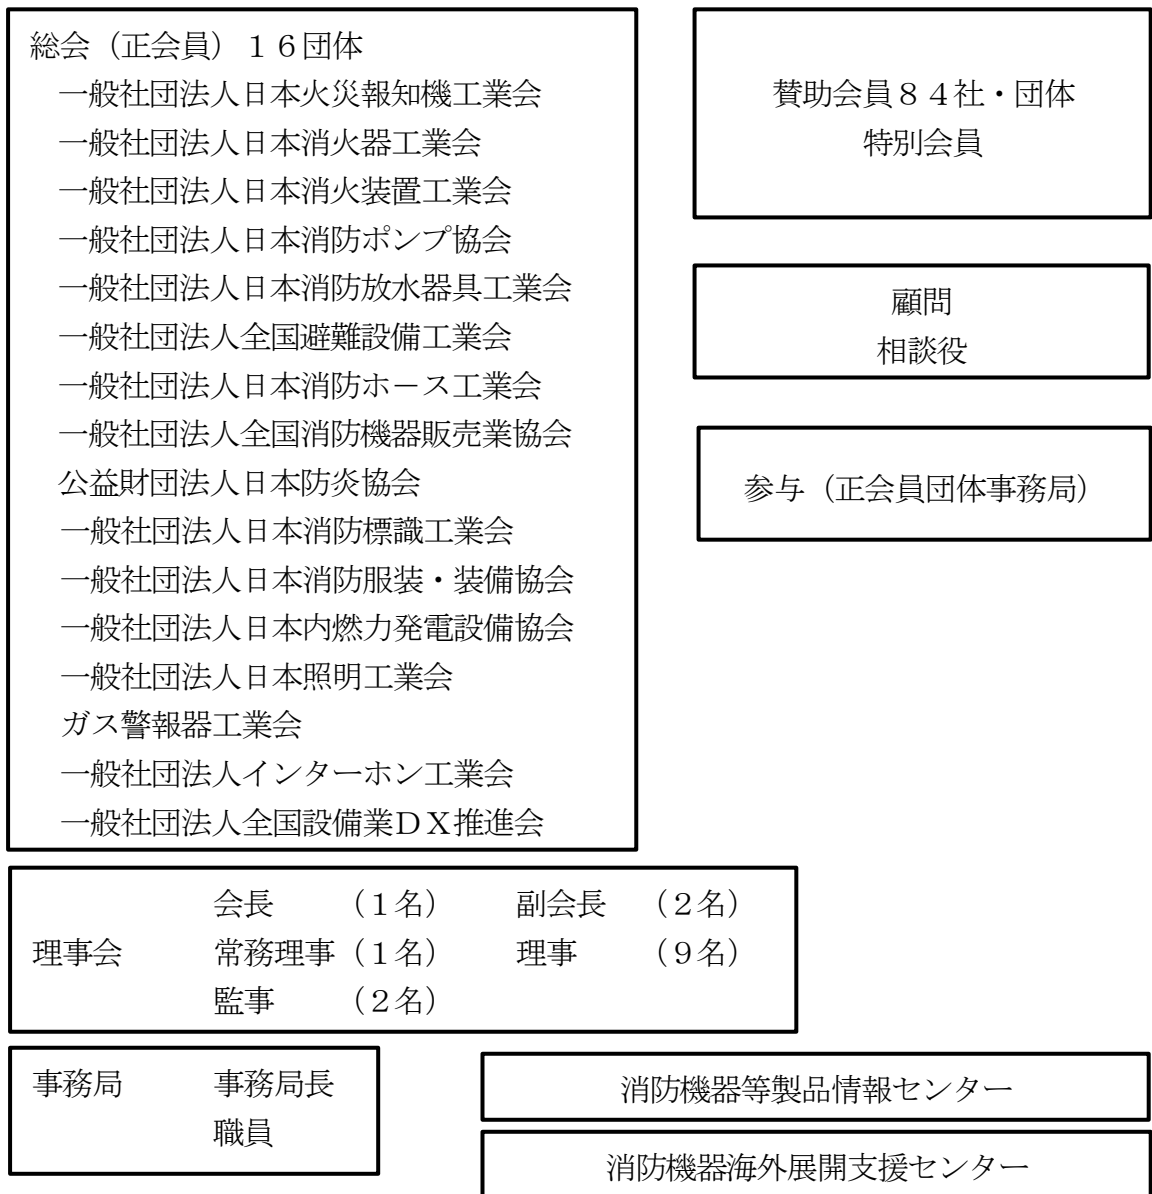 総会（正会員）１６団体
一般社団法人日本火災報知機工業会
一般社団法人日本消火器工業会
一般社団法人日本消火装置工業会
一般社団法人日本消防ポンプ協会
一般社団法人日本消防放水器具工業会
一般社団法人全国避難設備工業会
一般社団法人日本消防ホ－ス工業会
一般社団法人全国消防機器販売業協会
公益財団法人日本防炎協会
一般社団法人日本消防標識工業会
一般社団法人日本消防服装・装備協会
一般社団法人日本内燃力発電設備協会
一般社団法人日本照明工業会
ガス警報器工業会
一般社団法人インターホン工業会
一般社団法人全国設備業ＤＸ推進会
賛助会員８４社・団体
特別会員
顧問
相談役
参与（正会員団体事務局）
会長　（１名）　副会長　（２名）
理事会　常務理事（１名）　理事　（９名）
監事　（２名）
事務局　事務局長
職員
消防機器等製品情報センター
消防機器海外展開支援センター